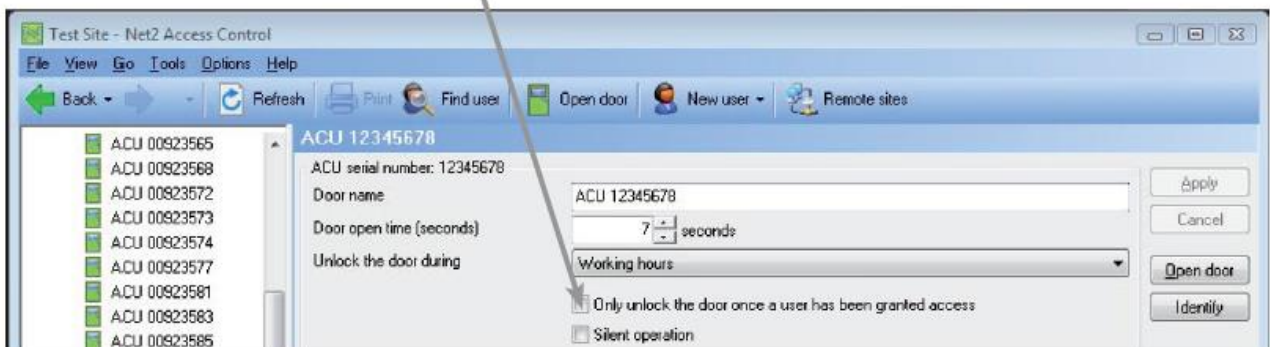 Test Site - Net2 Access Control
File View Go Tools Options Help
Back Refresh Print Find user Open door New user Remote sites
ACU 00923565
ACU 00923568
ACU 00923572
ACU 00923573
ACU 00923574
ACU 00923577
ACU 00923581
ACU 00923583
ACU 00923585
ACU 12345678
ACU serial number: 12345678
Door name ACU 12345678
Door open time (seconds) 7 seconds
Unlock the door during Working hours
Only unlock the door once a user has been granted access
Silent operation
Apply
Cancel
Open door
Identify